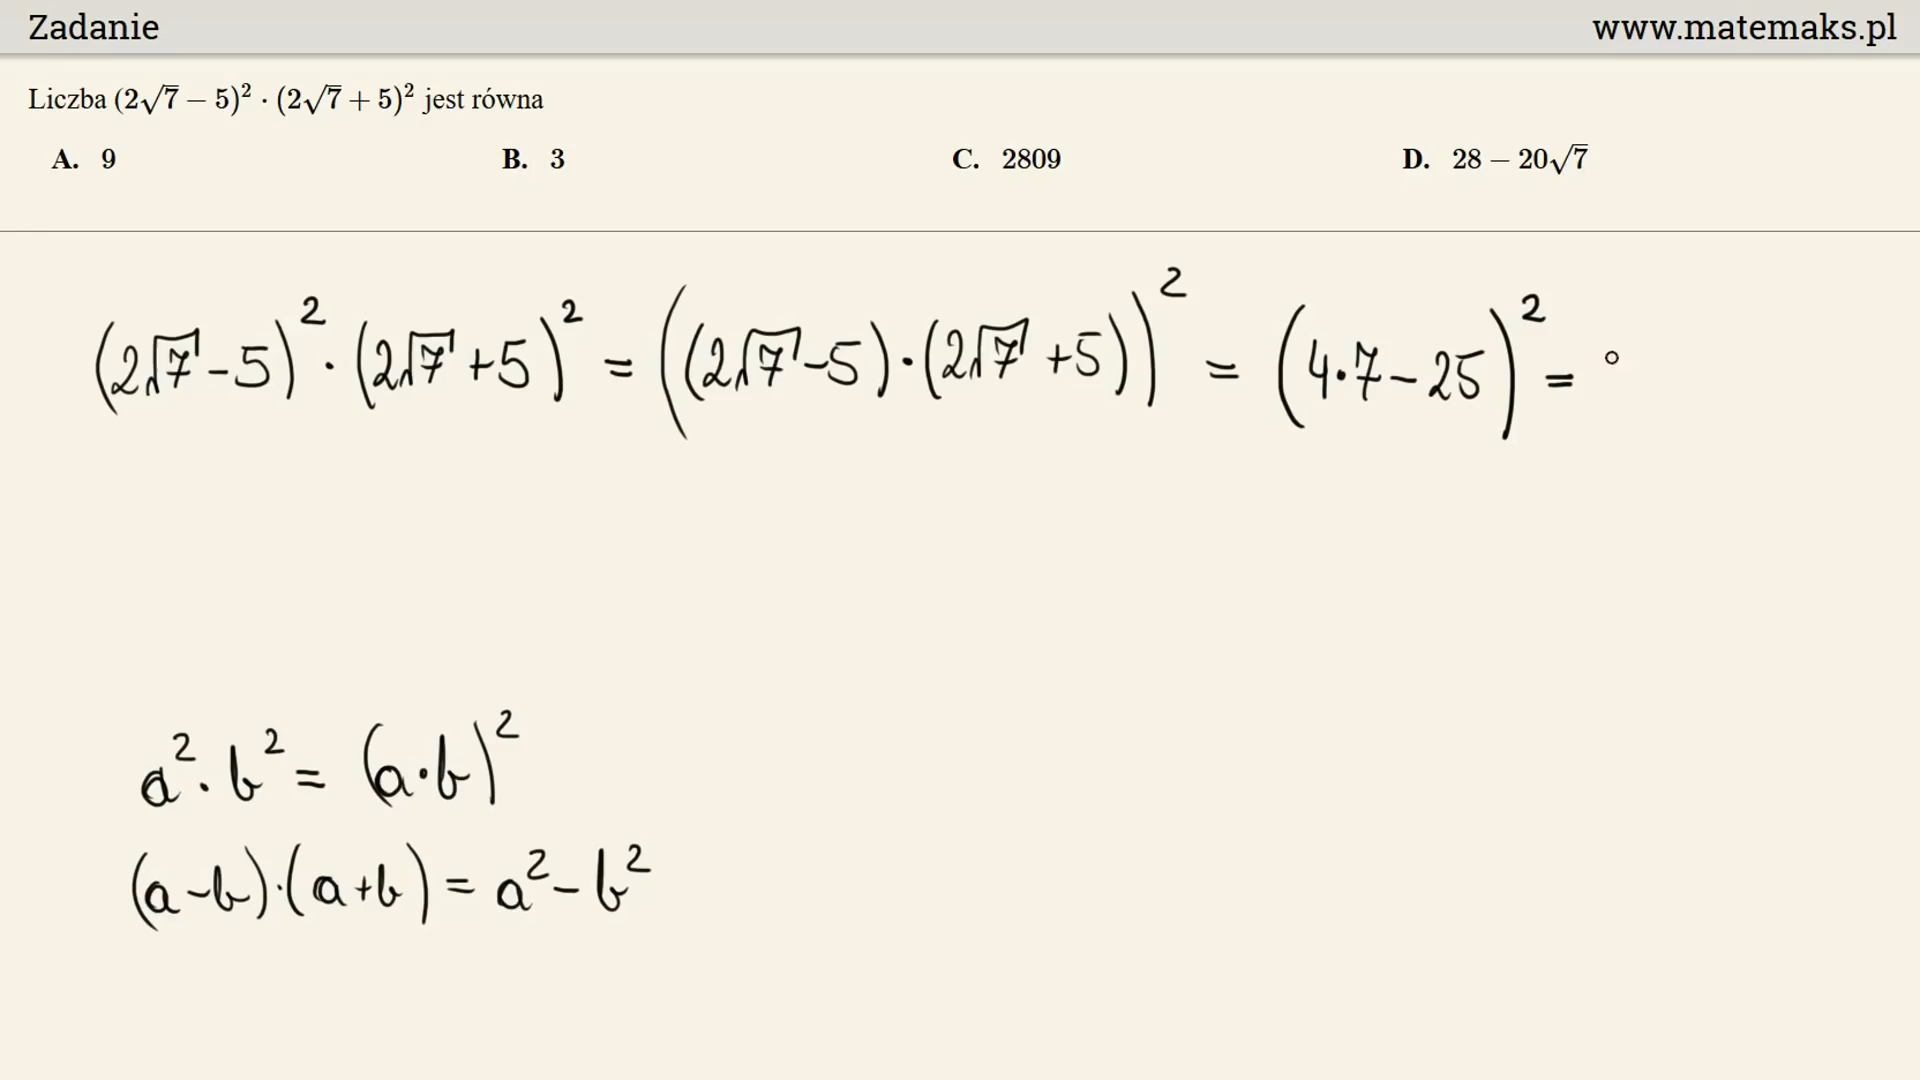 Zadanie www.matemaks.pl
Liczba (2√7 − 5)² · (2√7 + 5)² jest równa
A. 9 B. 3 C. 2809 D. 28 − 20√7
(2√7 − 5)² · (2√7 + 5)² = ((2√7 − 5) · (2√7 + 5))² = (4·7 − 25)² =
a² · b² = (a·b)²
(a − b)·(a + b) = a² − b²